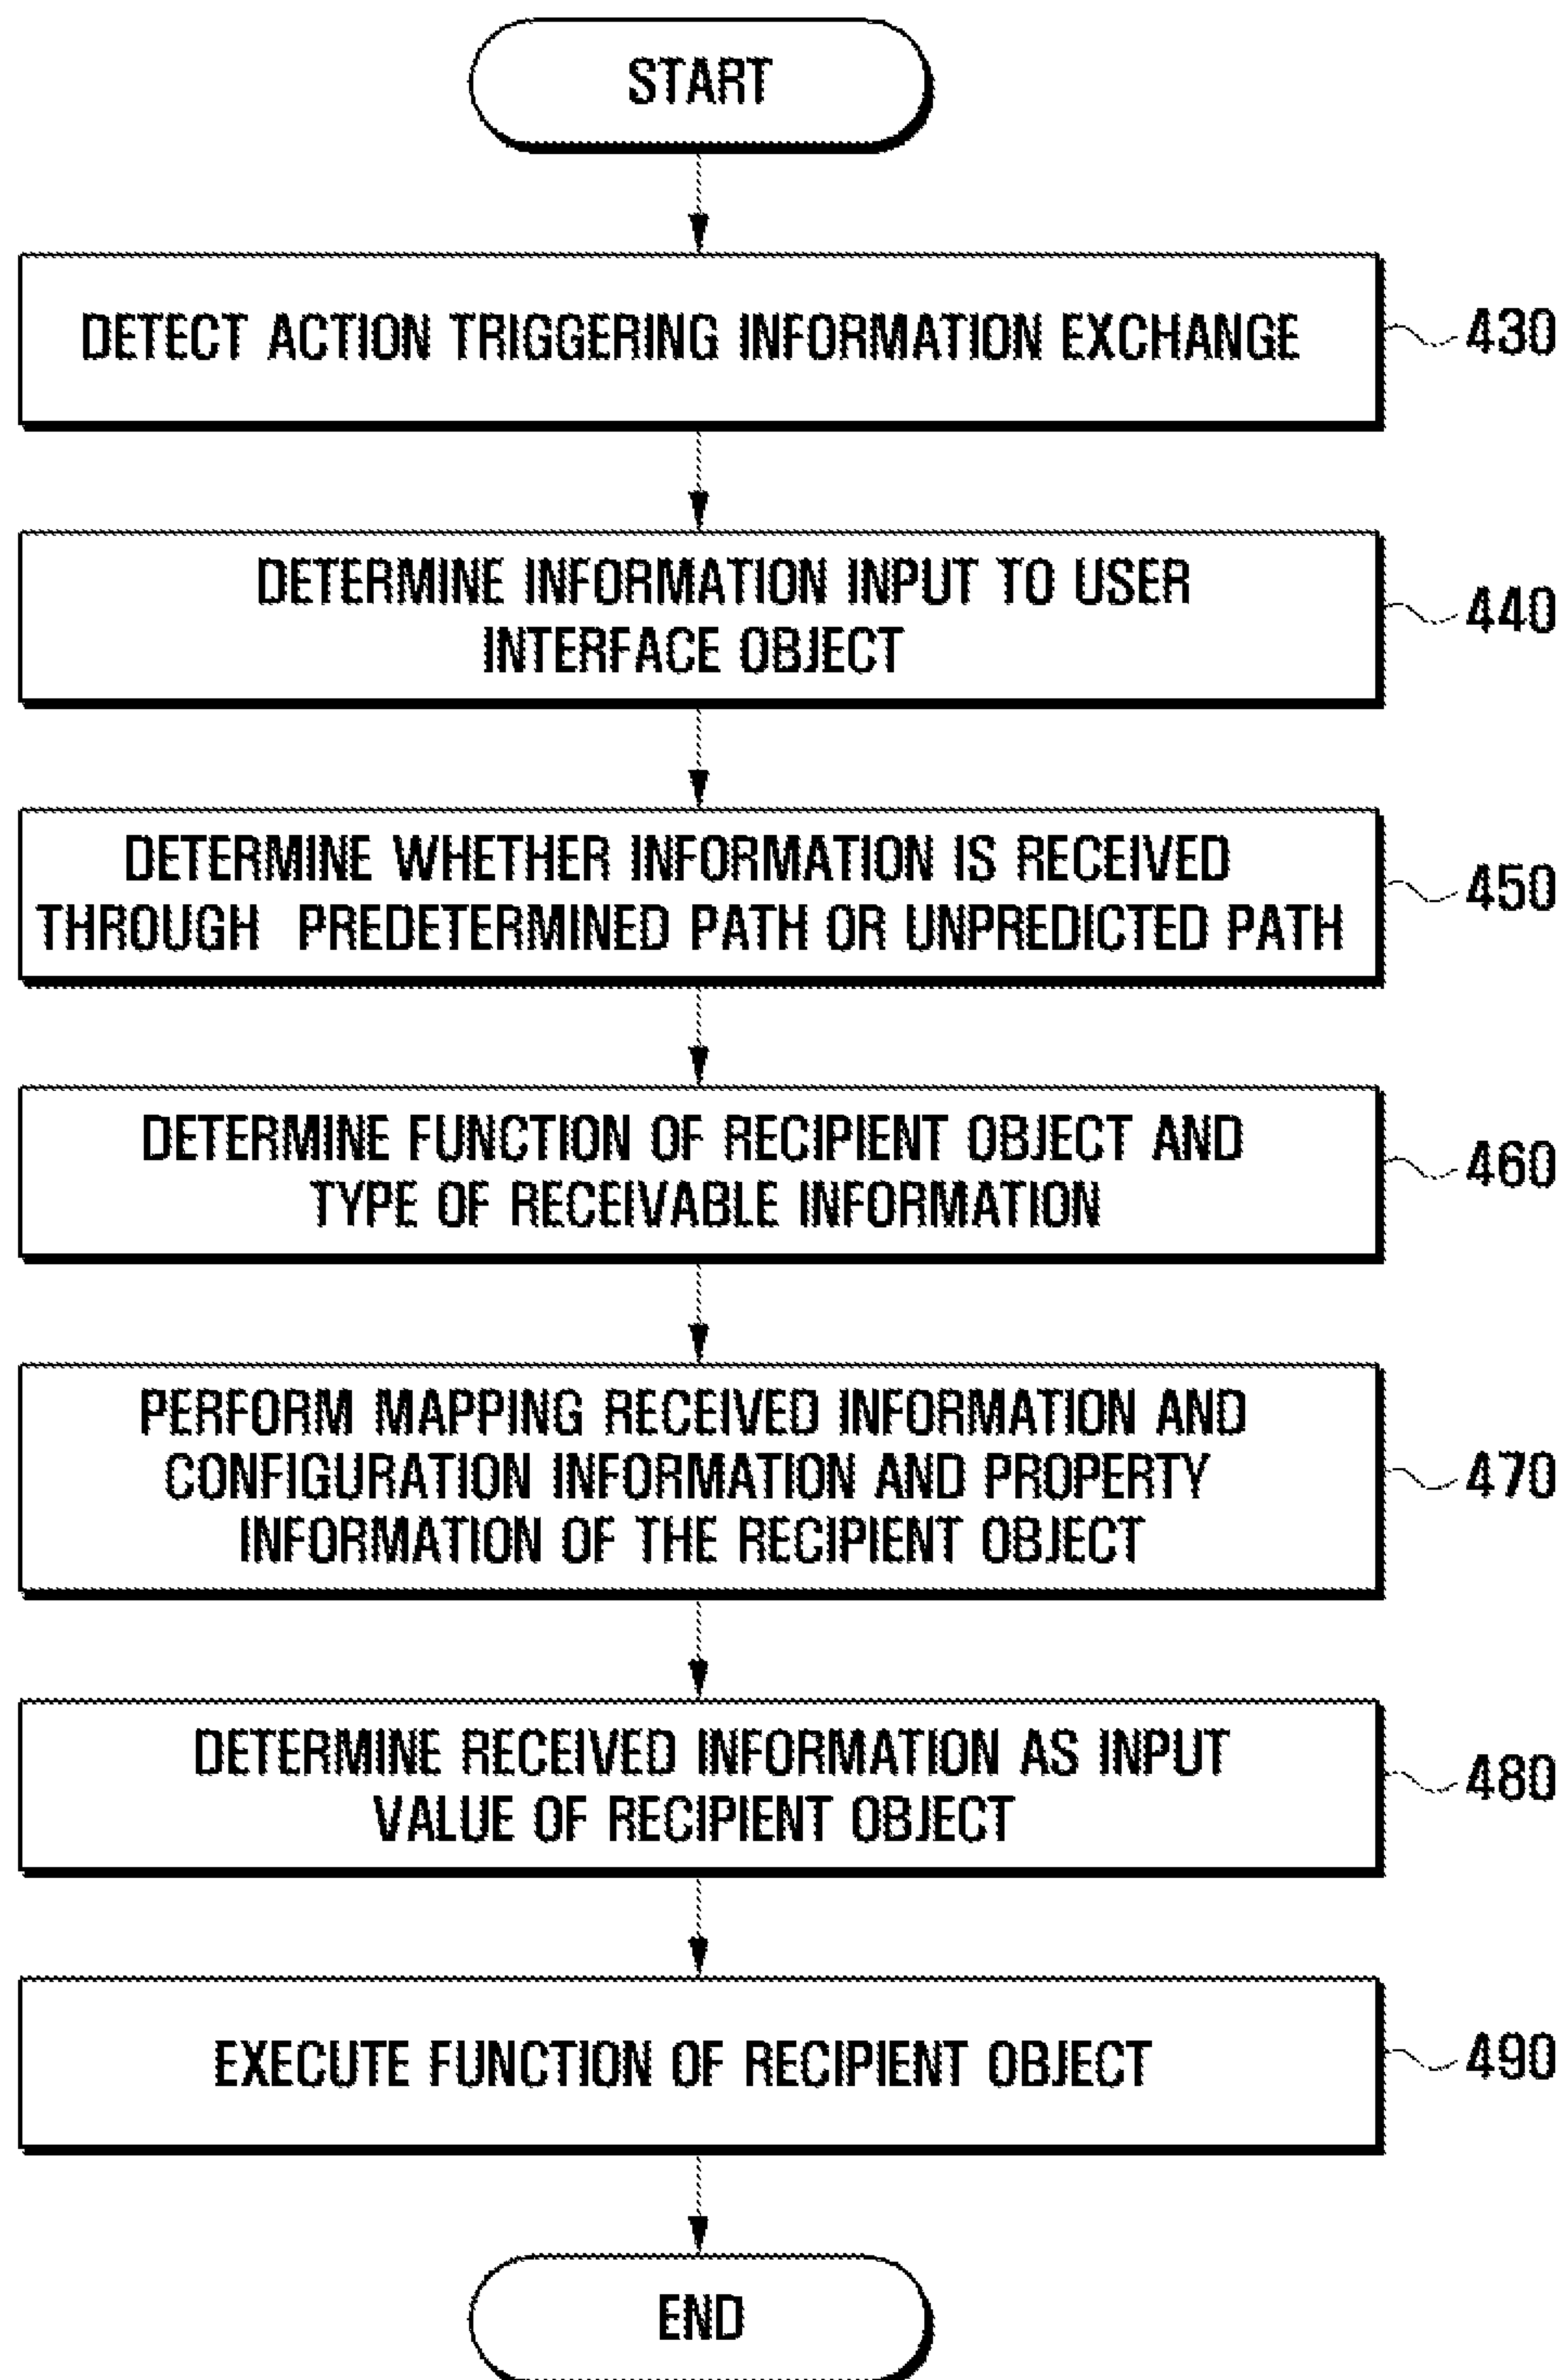 START
DETECT ACTION TRIGGERING INFORMATION EXCHANGE
430
DETERMINE INFORMATION INPUT TO USER
INTERFACE OBJECT
440
DETERMINE WHETHER INFORMATION IS RECEIVED
THROUGH PREDETERMINED PATH OR UNPREDICTED PATH
450
DETERMINE FUNCTION OF RECIPIENT OBJECT AND
TYPE OF RECEIVABLE INFORMATION
460
PERFORM MAPPING RECEIVED INFORMATION AND
CONFIGURATION INFORMATION AND PROPERTY
INFORMATION OF THE RECIPIENT OBJECT
470
DETERMINE RECEIVED INFORMATION AS INPUT
VALUE OF RECIPIENT OBJECT
480
EXECUTE FUNCTION OF RECIPIENT OBJECT
490
END